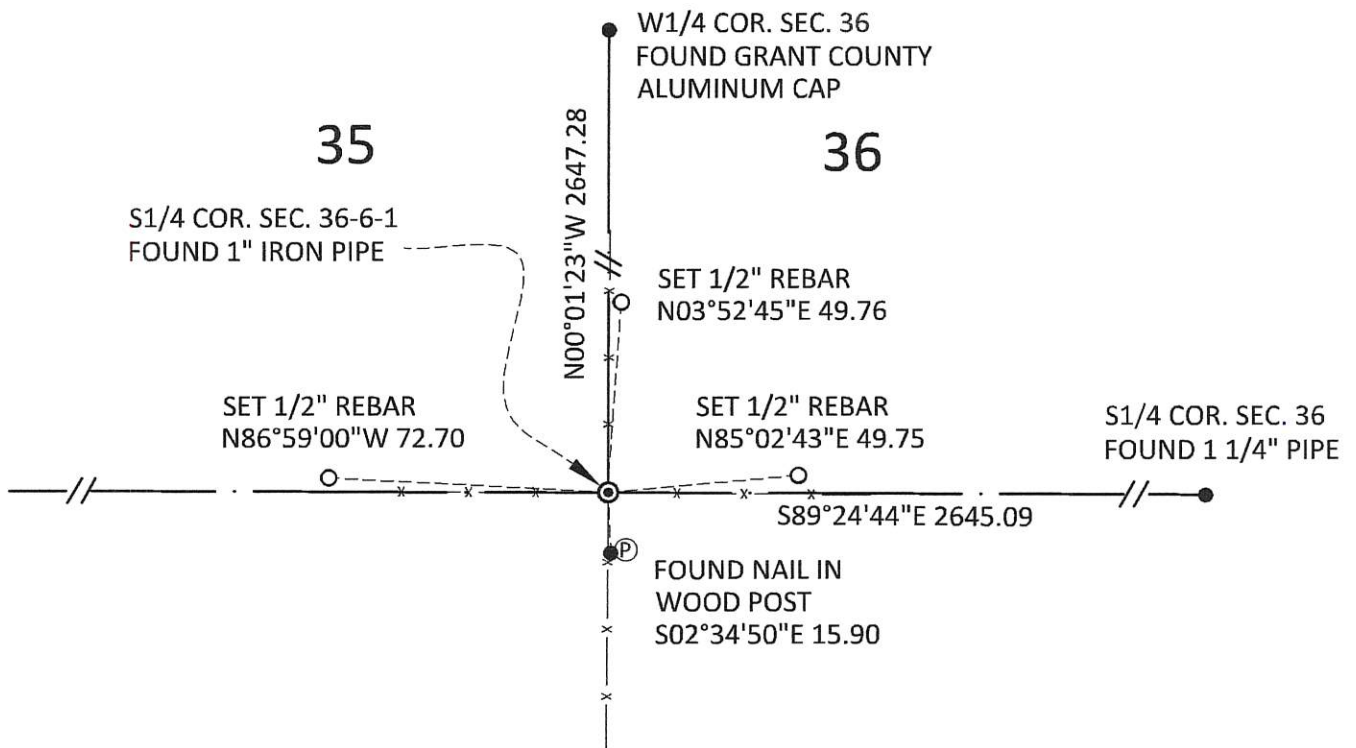 W1/4 COR. SEC. 36
FOUND GRANT COUNTY
ALUMINUM CAP
35
36
N00°01'23"W 2647.28
S1/4 COR. SEC. 36-6-1
FOUND 1" IRON PIPE
SET 1/2" REBAR
N03°52'45"E 49.76
SET 1/2" REBAR
N86°59'00"W 72.70
SET 1/2" REBAR
N85°02'43"E 49.75
S1/4 COR. SEC. 36
FOUND 1 1/4" PIPE
S89°24'44"E 2645.09
P
FOUND NAIL IN
WOOD POST
S02°34'50"E 15.90